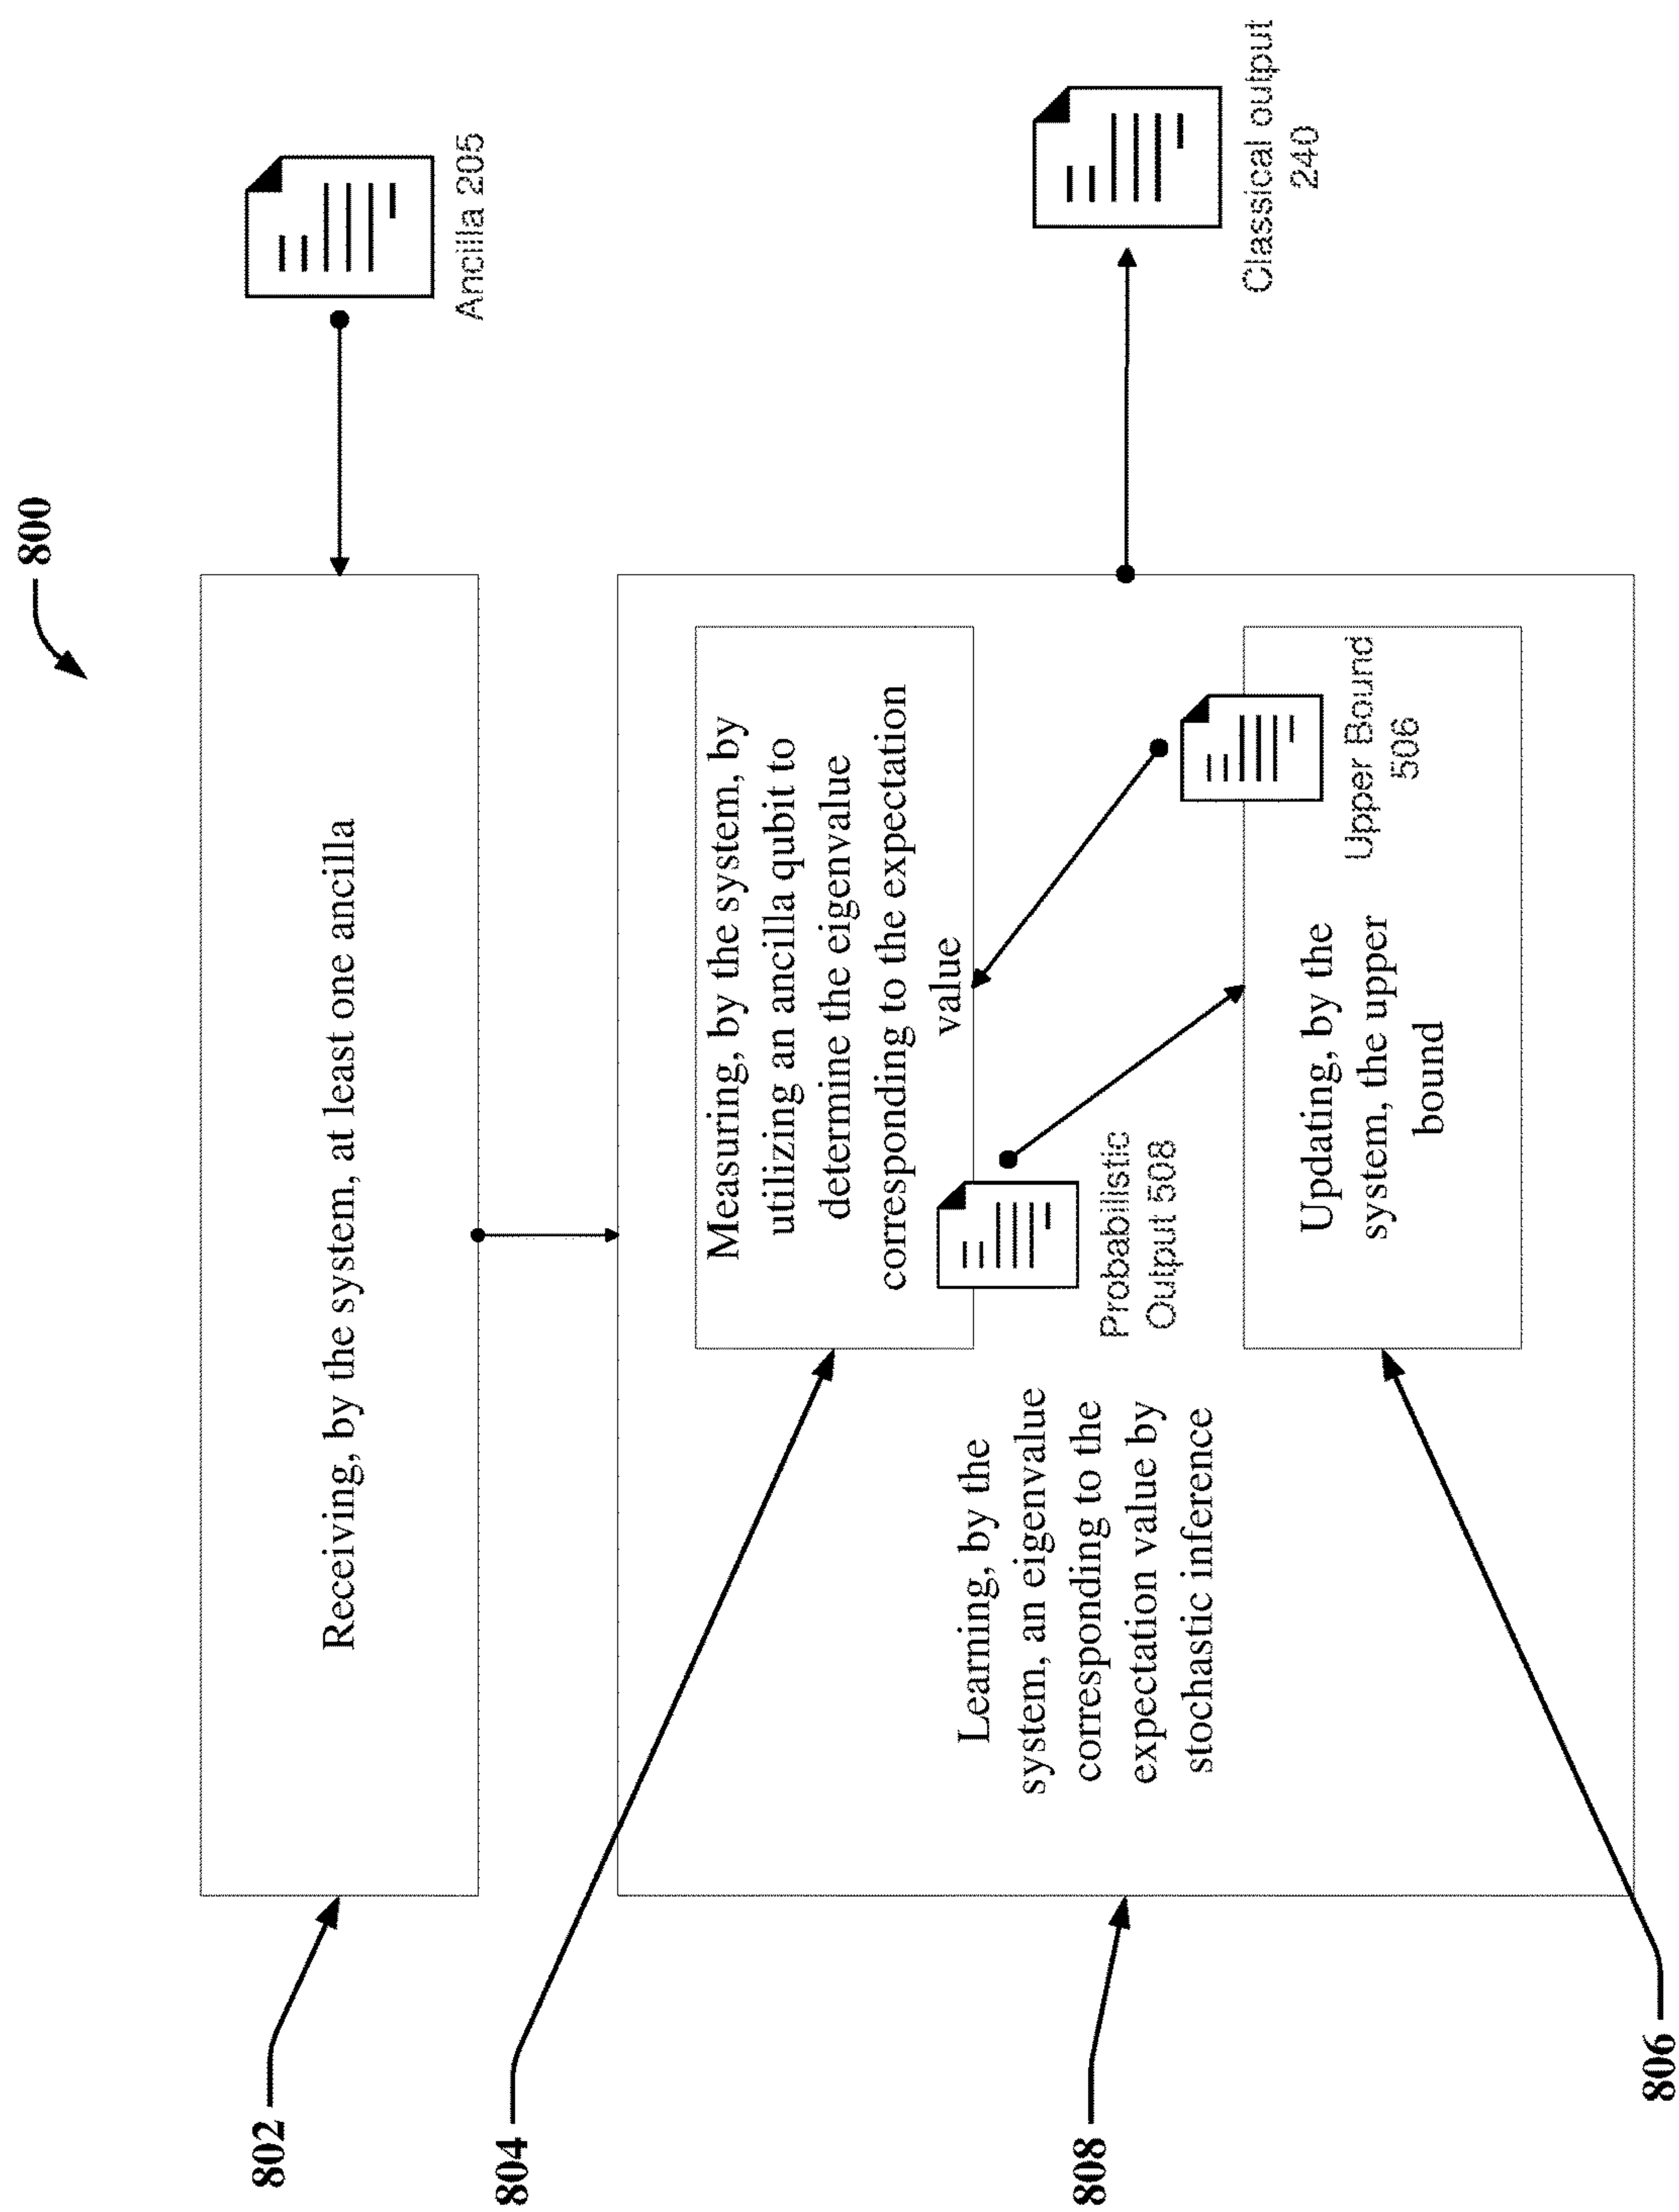 800
Receiving, by the system, at least one ancilla
Ancilla 205
802
Measuring, by the system, by
utilizing an ancilla qubit to
determine the eigenvalue
corresponding to the expectation
value
804
Probabilistic
Output 508
Learning, by the
system, an eigenvalue
corresponding to the
expectation value by
stochastic inference
808
Classical output
240
Upper Bound
506
Updating, by the
system, the upper
bound
806